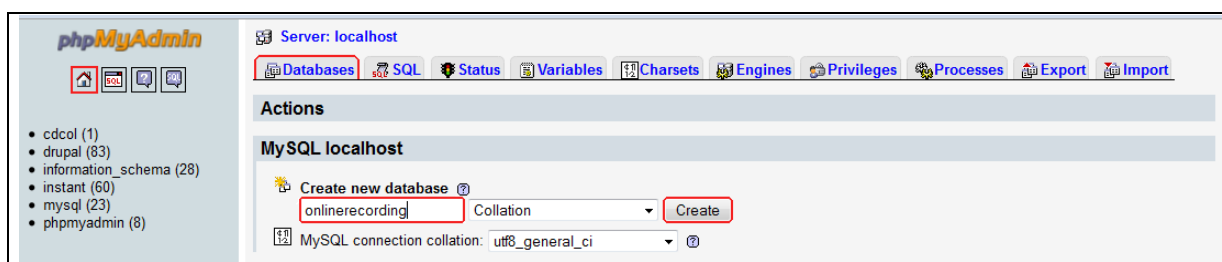 phpMyAdmin
SQL
cdcol (1)
drupal (83)
information_schema (28)
instant (60)
mysql (23)
phpmyadmin (8)
Server: localhost
Databases SQL Status Variables Charsets Engines Privileges Processes Export Import
Actions
MySQL localhost
Create new database
onlinerecording Collation Create
MySQL connection collation: utf8_general_ci